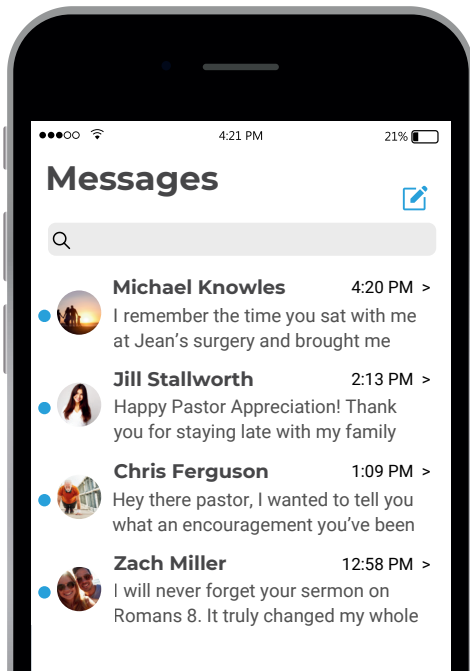 4:21 PM 21%
Messages
Michael Knowles 4:20 PM >
I remember the time you sat with me
at Jean’s surgery and brought me
Jill Stallworth 2:13 PM >
Happy Pastor Appreciation! Thank
you for staying late with my family
Chris Ferguson 1:09 PM >
Hey there pastor, I wanted to tell you
what an encouragement you’ve been
Zach Miller 12:58 PM >
I will never forget your sermon on
Romans 8. It truly changed my whole